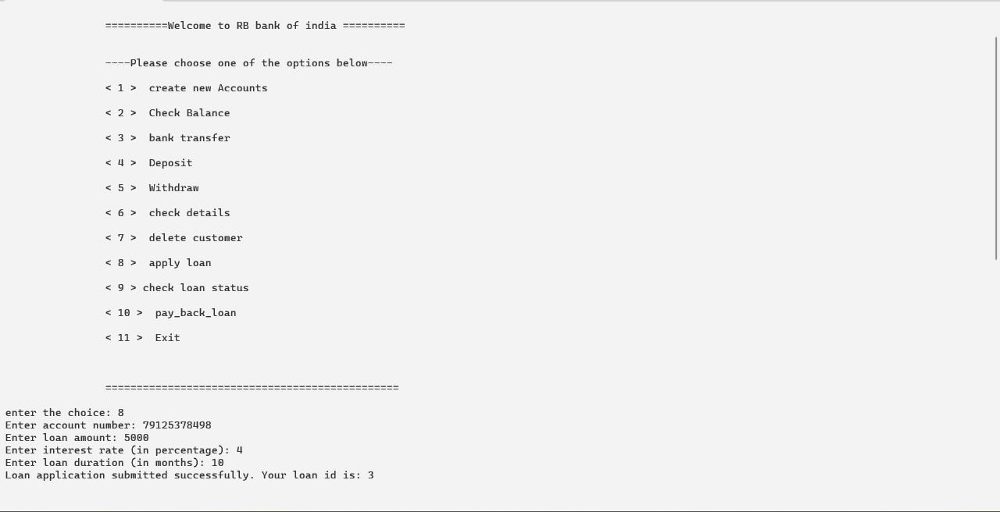 ==========Welcome to RB bank of india ==========
----Please choose one of the options below----
< 1 >  create new Accounts
< 2 >  Check Balance
< 3 >  bank transfer
< 4 >  Deposit
< 5 >  Withdraw
< 6 >  check details
< 7 >  delete customer
< 8 >  apply loan
< 9 > check loan status
< 10 >  pay_back_loan
< 11 >  Exit
===============================================
enter the choice: 8
Enter account number: 79125378498
Enter loan amount: 5000
Enter interest rate (in percentage): 4
Enter loan duration (in months): 10
Loan application submitted successfully. Your loan id is: 3